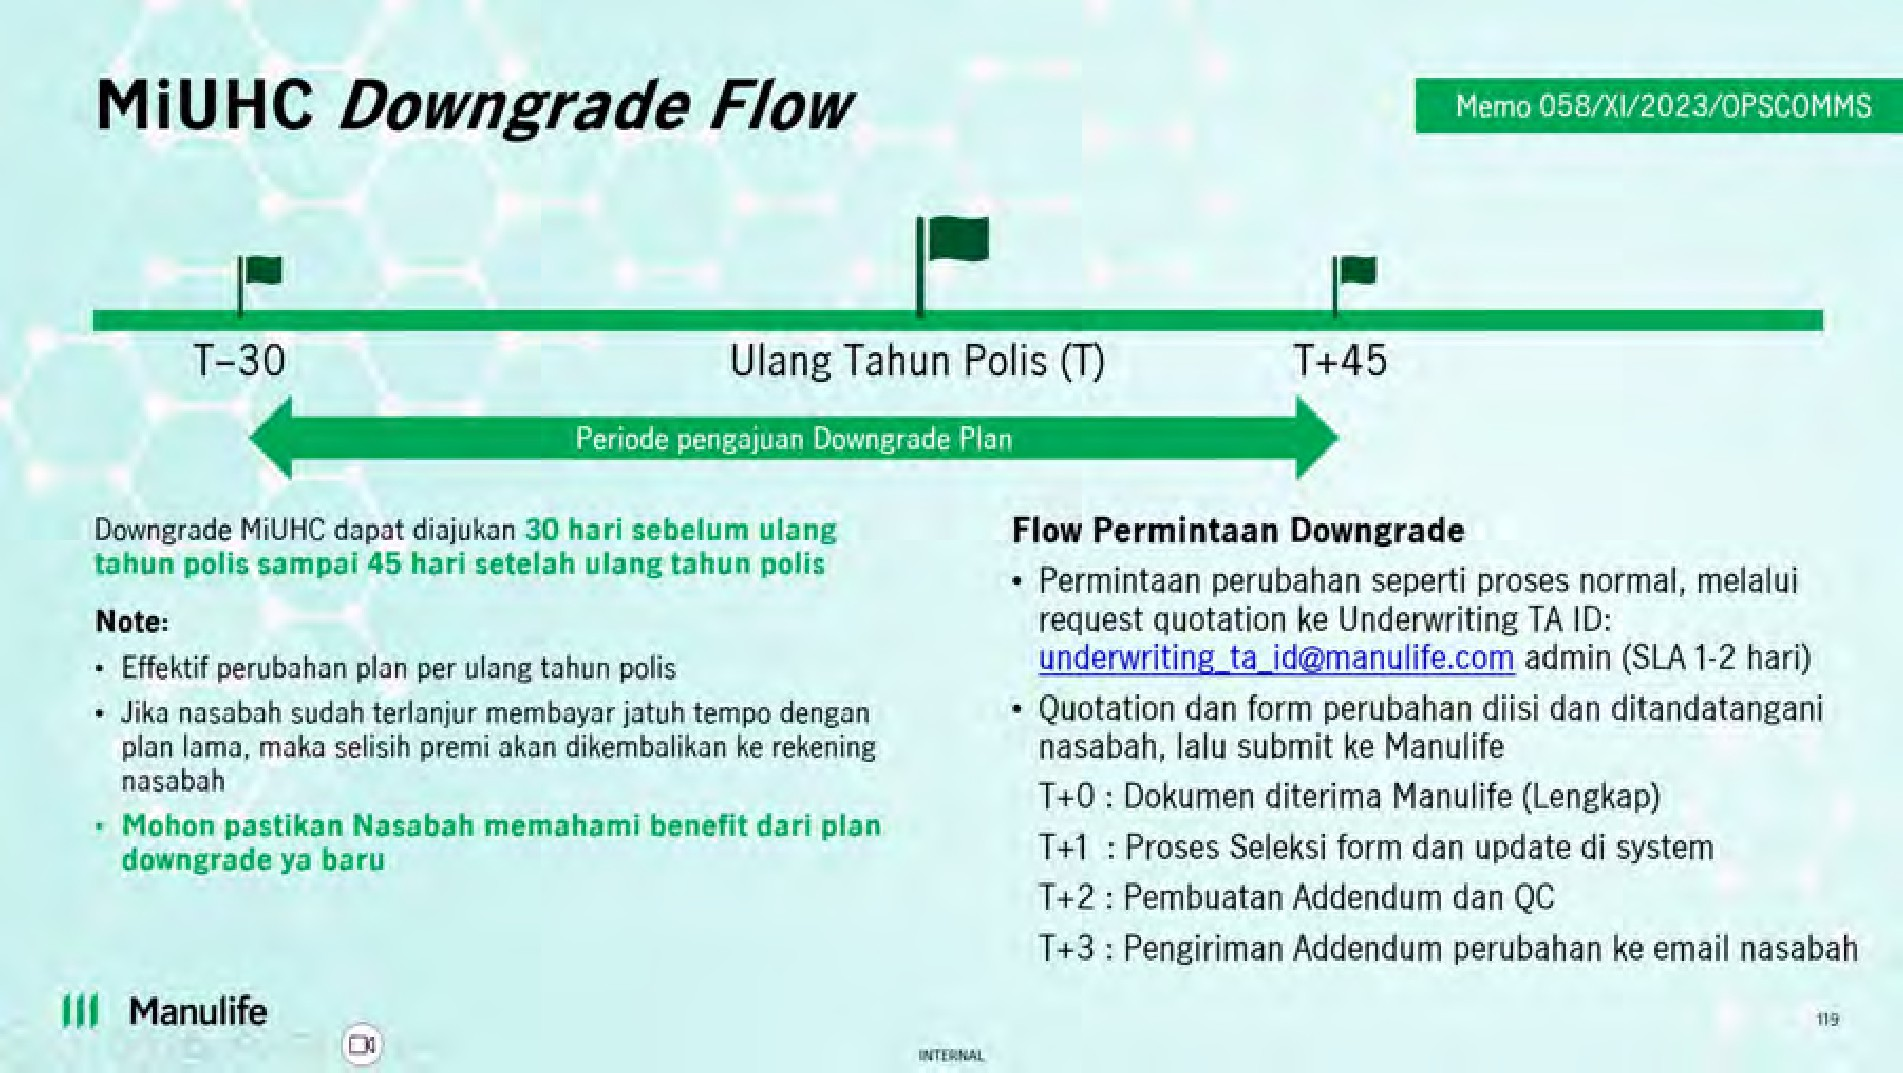 MiUHC Downgrade Flow
Memo 058/XI/2023/OPSCOMMS
T-30
Ulang Tahun Polis (T)
T+45
Periode pengajuan Downgrade Plan
Downgrade MiUHC dapat diajukan 30 hari sebelum ulang
tahun polis sampai 45 hari setelah ulang tahun polis
Note:
• Effektif perubahan plan per ulang tahun polis
• Jika nasabah sudah terlanjur membayar jatuh tempo dengan
plan lama, maka selisih premi akan dikembalikan ke rekening
nasabah
• Mohon pastikan Nasabah memahami benefit dari plan
downgrade ya baru
Flow Permintaan Downgrade
• Permintaan perubahan seperti proses normal, melalui
request quotation ke Underwriting TA ID:
underwriting_ta_id@manulife.com admin (SLA 1-2 hari)
• Quotation dan form perubahan diisi dan ditandatangani
nasabah, lalu submit ke Manulife
T+0 : Dokumen diterima Manulife (Lengkap)
T+1 : Proses Seleksi form dan update di system
T+2 : Pembuatan Addendum dan QC
T+3 : Pengiriman Addendum perubahan ke email nasabah
Manulife
119
INTERNAL